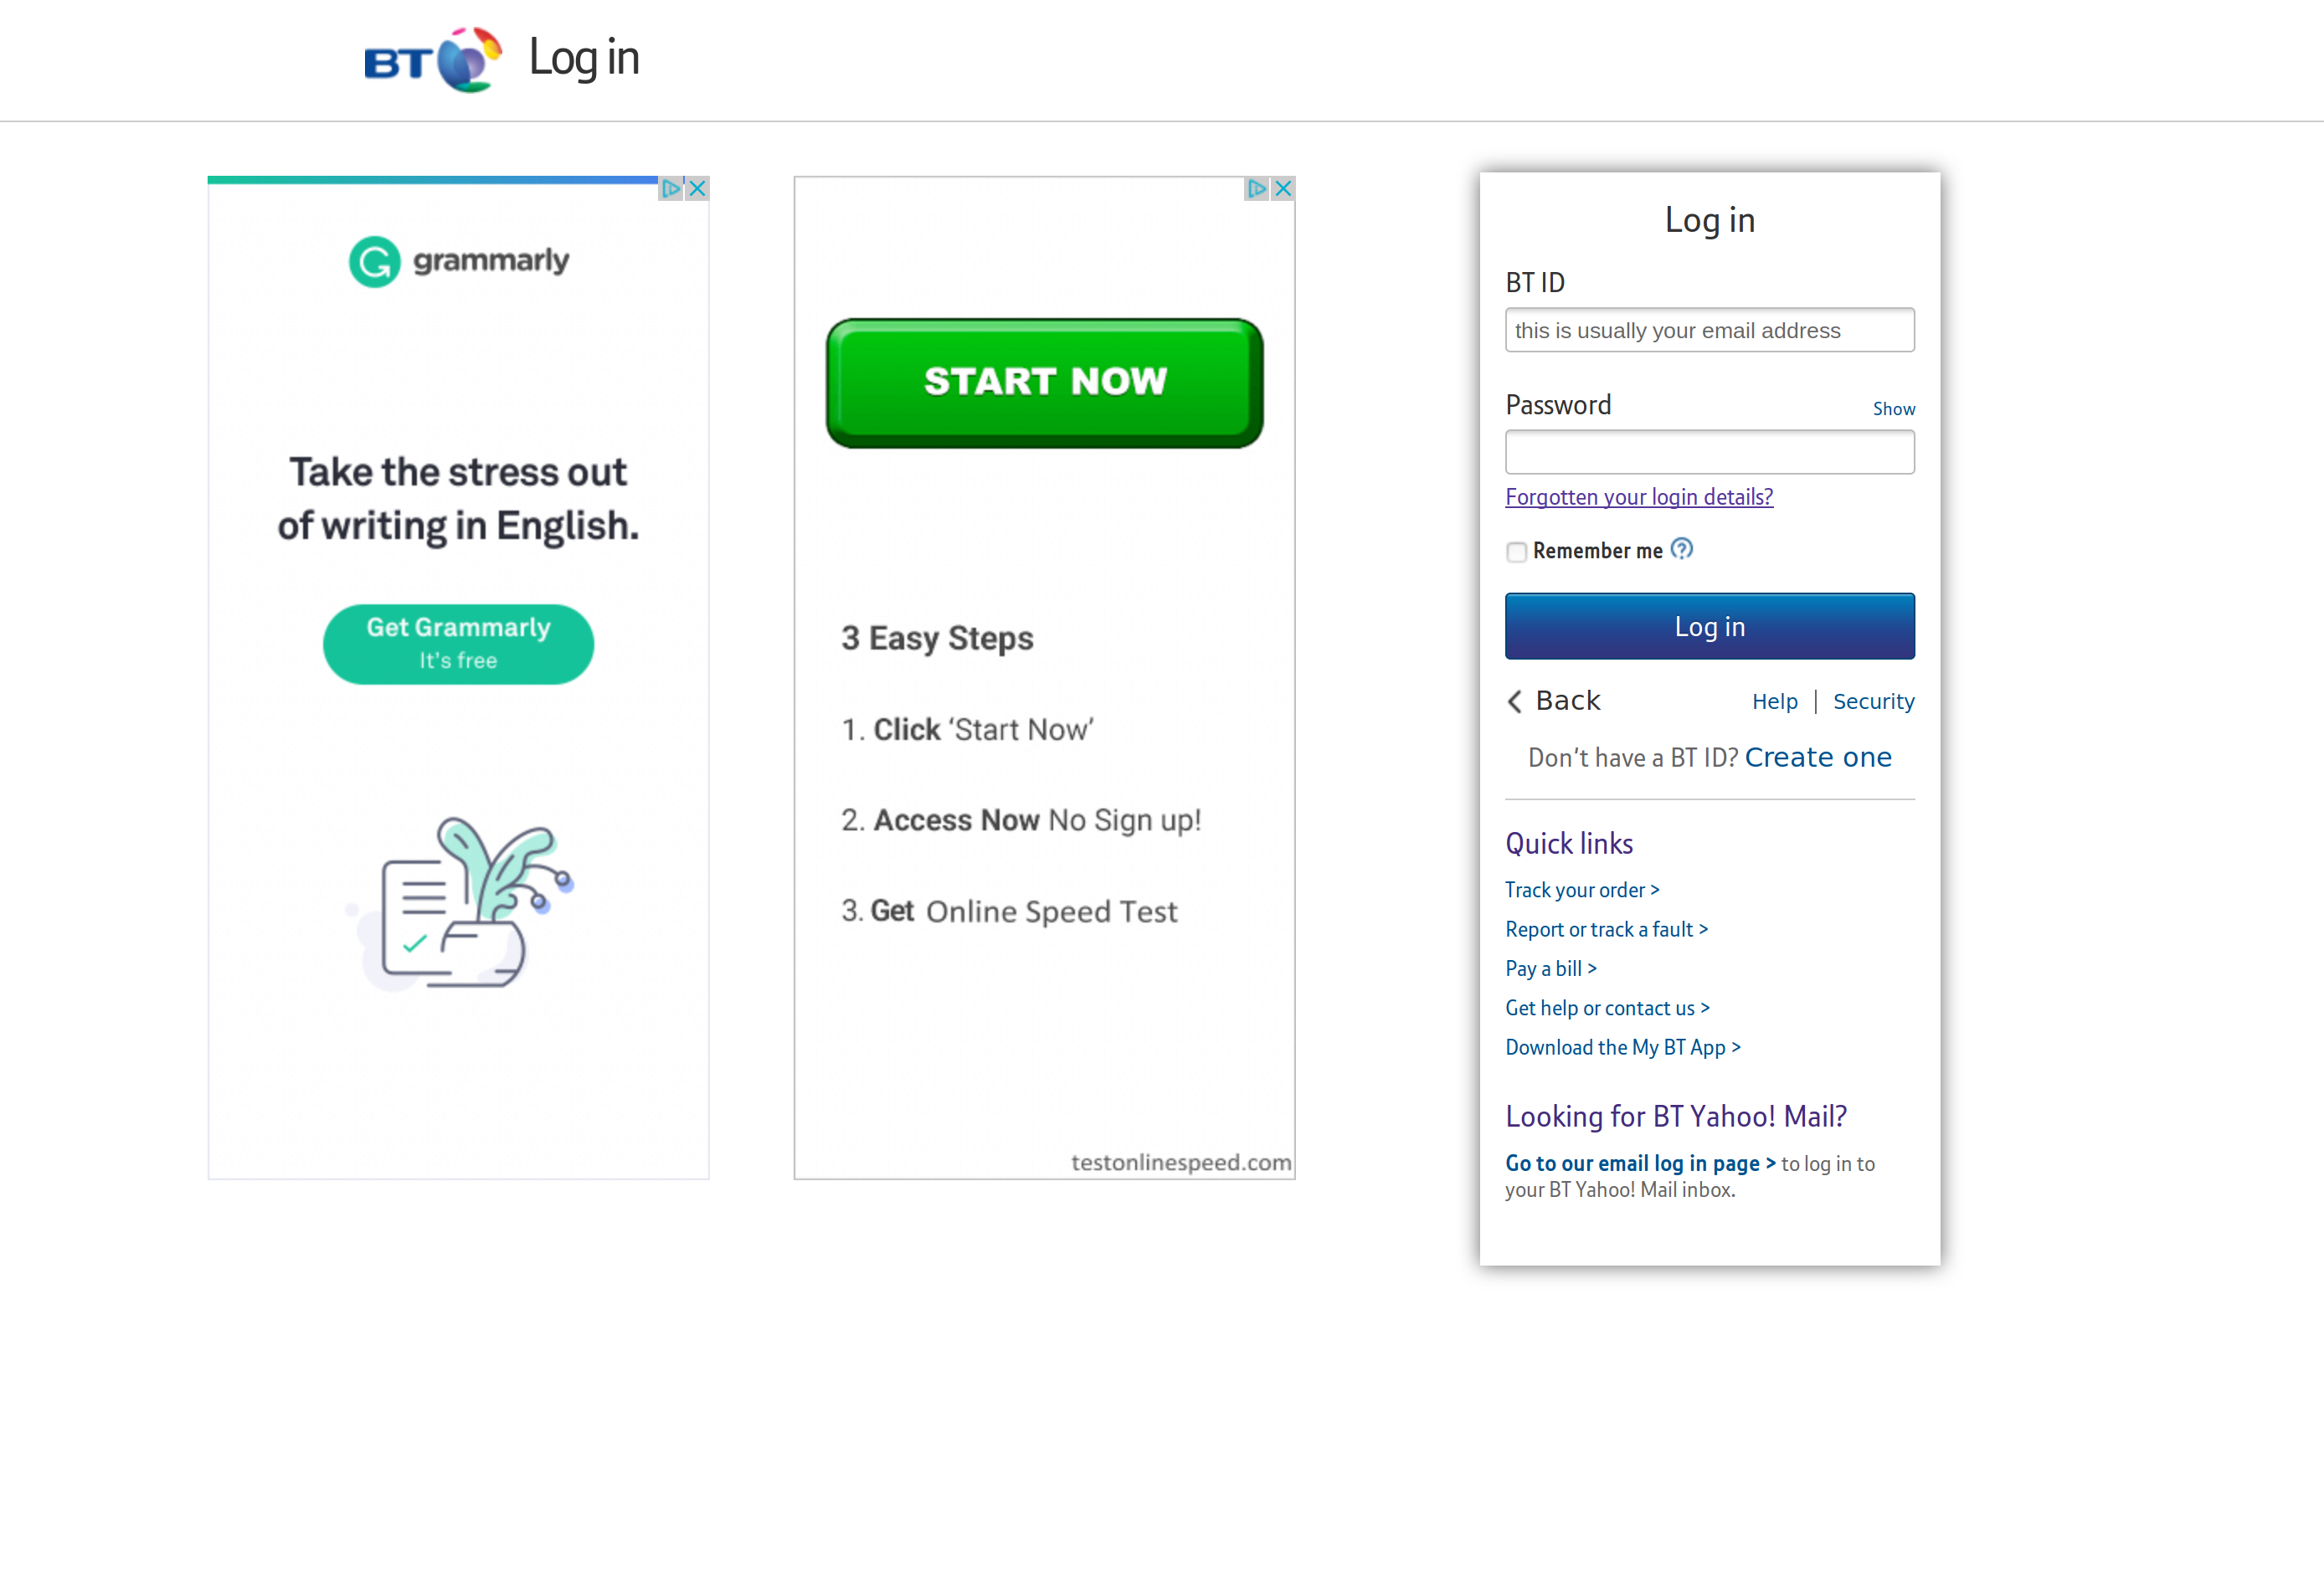 BT Log in
grammarly
Take the stress out
of writing in English.
Get Grammarly
It's free
START NOW
3 Easy Steps
1. Click ‘Start Now’
2. Access Now No Sign up!
3. Get Online Speed Test
testonlinespeed.com
Log in
BT ID
this is usually your email address
Password Show
Forgotten your login details?
Remember me ?
Log in
Back Help | Security
Don't have a BT ID? Create one
Quick links
Track your order >
Report or track a fault >
Pay a bill >
Get help or contact us >
Download the My BT App >
Looking for BT Yahoo! Mail?
Go to our email log in page > to log in to
your BT Yahoo! Mail inbox.